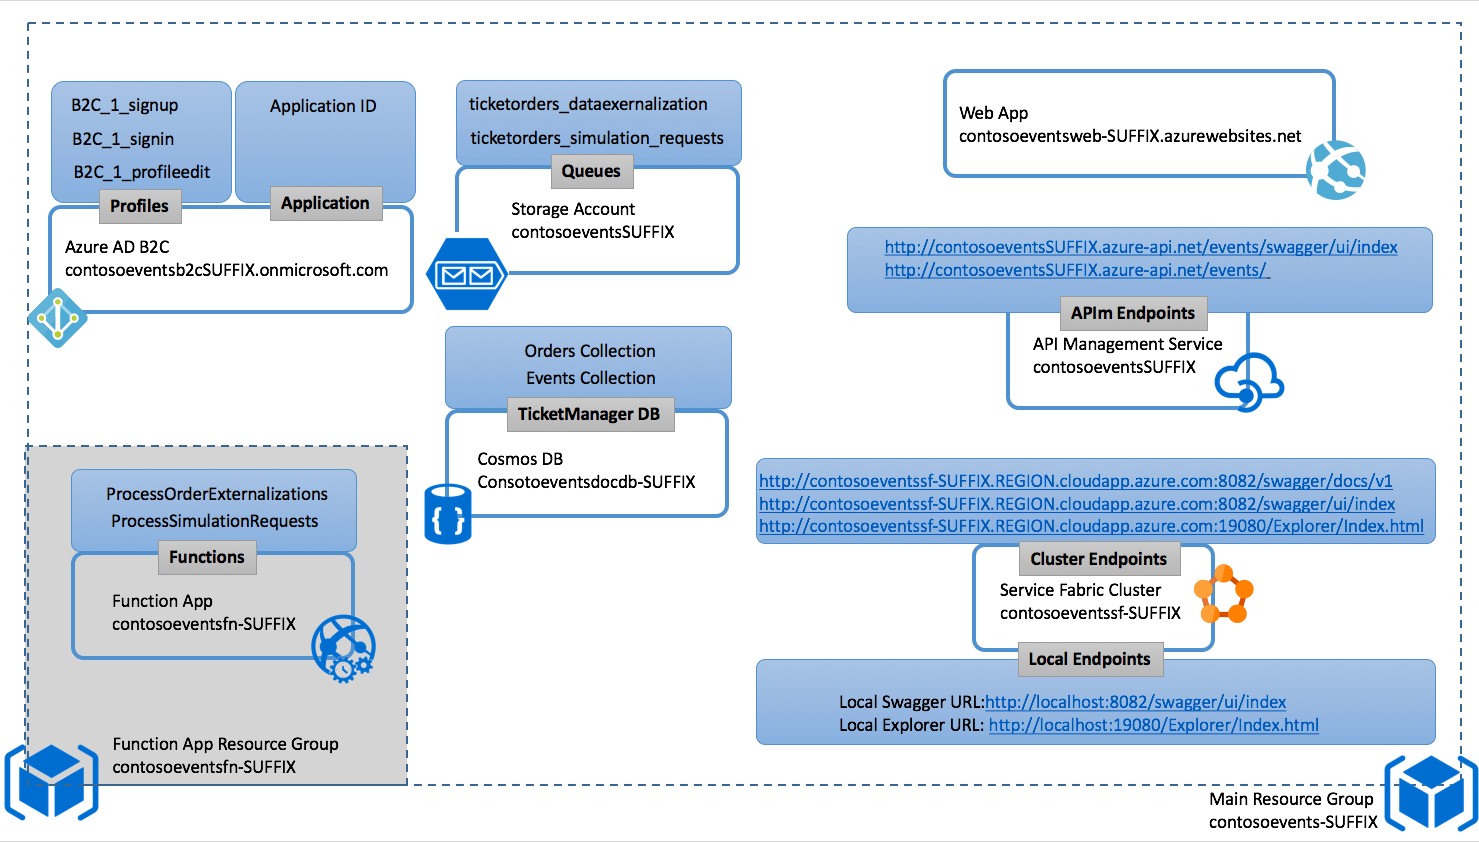 B2C_1_signup
B2C_1_signin
B2C_1_profileedit
Profiles
Application ID
Application
Azure AD B2C
contosoeventsb2cSUFFIX.onmicrosoft.com
ticketorders_dataexernalization
ticketorders_simulation_requests
Queues
Storage Account
contosoeventsSUFFIX
Web App
contosoeventsweb-SUFFIX.azurewebsites.net
http://contosoeventsSUFFIX.azure-api.net/events/swagger/ui/index
http://contosoeventsSUFFIX.azure-api.net/events/
APIm Endpoints
API Management Service
contosoeventsSUFFIX
Orders Collection
Events Collection
TicketManager DB
Cosmos DB
Consotoeventsdocdb-SUFFIX
ProcessOrderExternalizations
ProcessSimulationRequests
Functions
Function App
contosoeventsfn-SUFFIX
Function App Resource Group
contosoeventsfn-SUFFIX
http://contosoeventssf-SUFFIX.REGION.cloudapp.azure.com:8082/swagger/docs/v1
http://contosoeventssf-SUFFIX.REGION.cloudapp.azure.com:8082/swagger/ui/index
http://contosoeventssf-SUFFIX.REGION.cloudapp.azure.com:19080/Explorer/Index.html
Cluster Endpoints
Service Fabric Cluster
contosoeventssf-SUFFIX
Local Endpoints
Local Swagger URL:http://localhost:8082/swagger/ui/index
Local Explorer URL: http://localhost:19080/Explorer/Index.html
Main Resource Group
contosoevents-SUFFIX